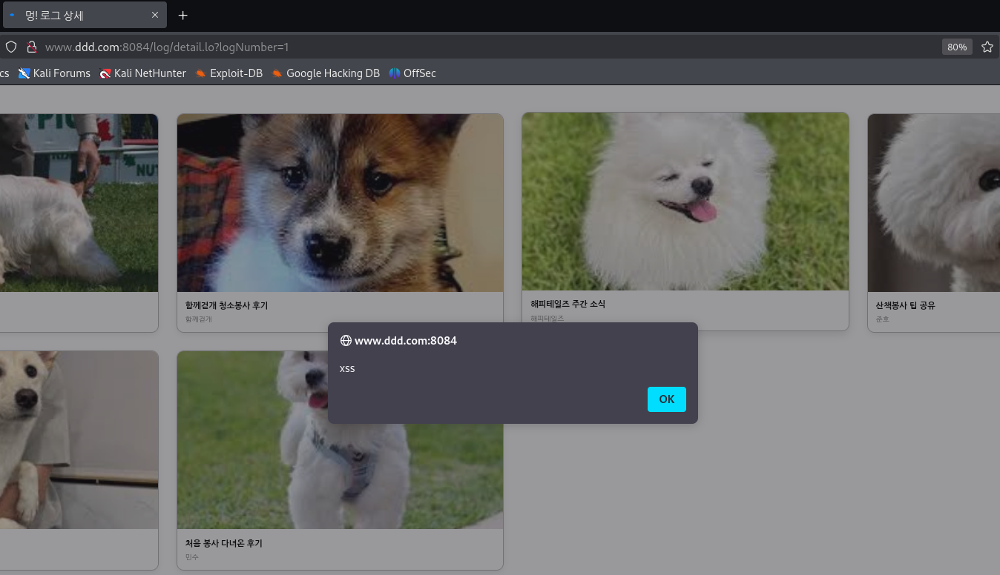 멍! 로그 상세
www.ddd.com:8084/log/detail.lo?logNumber=1
80%
cs
Kali Forums
Kali NetHunter
Exploit-DB
Google Hacking DB
OffSec
PIC
NUT
함께걷개 청소봉사 후기
함께걷개
해피테일즈 주간 소식
해피테일즈
산책봉사 팁 공유
준호
www.ddd.com:8084
xss
OK
처음 봉사 다녀온 후기
민수